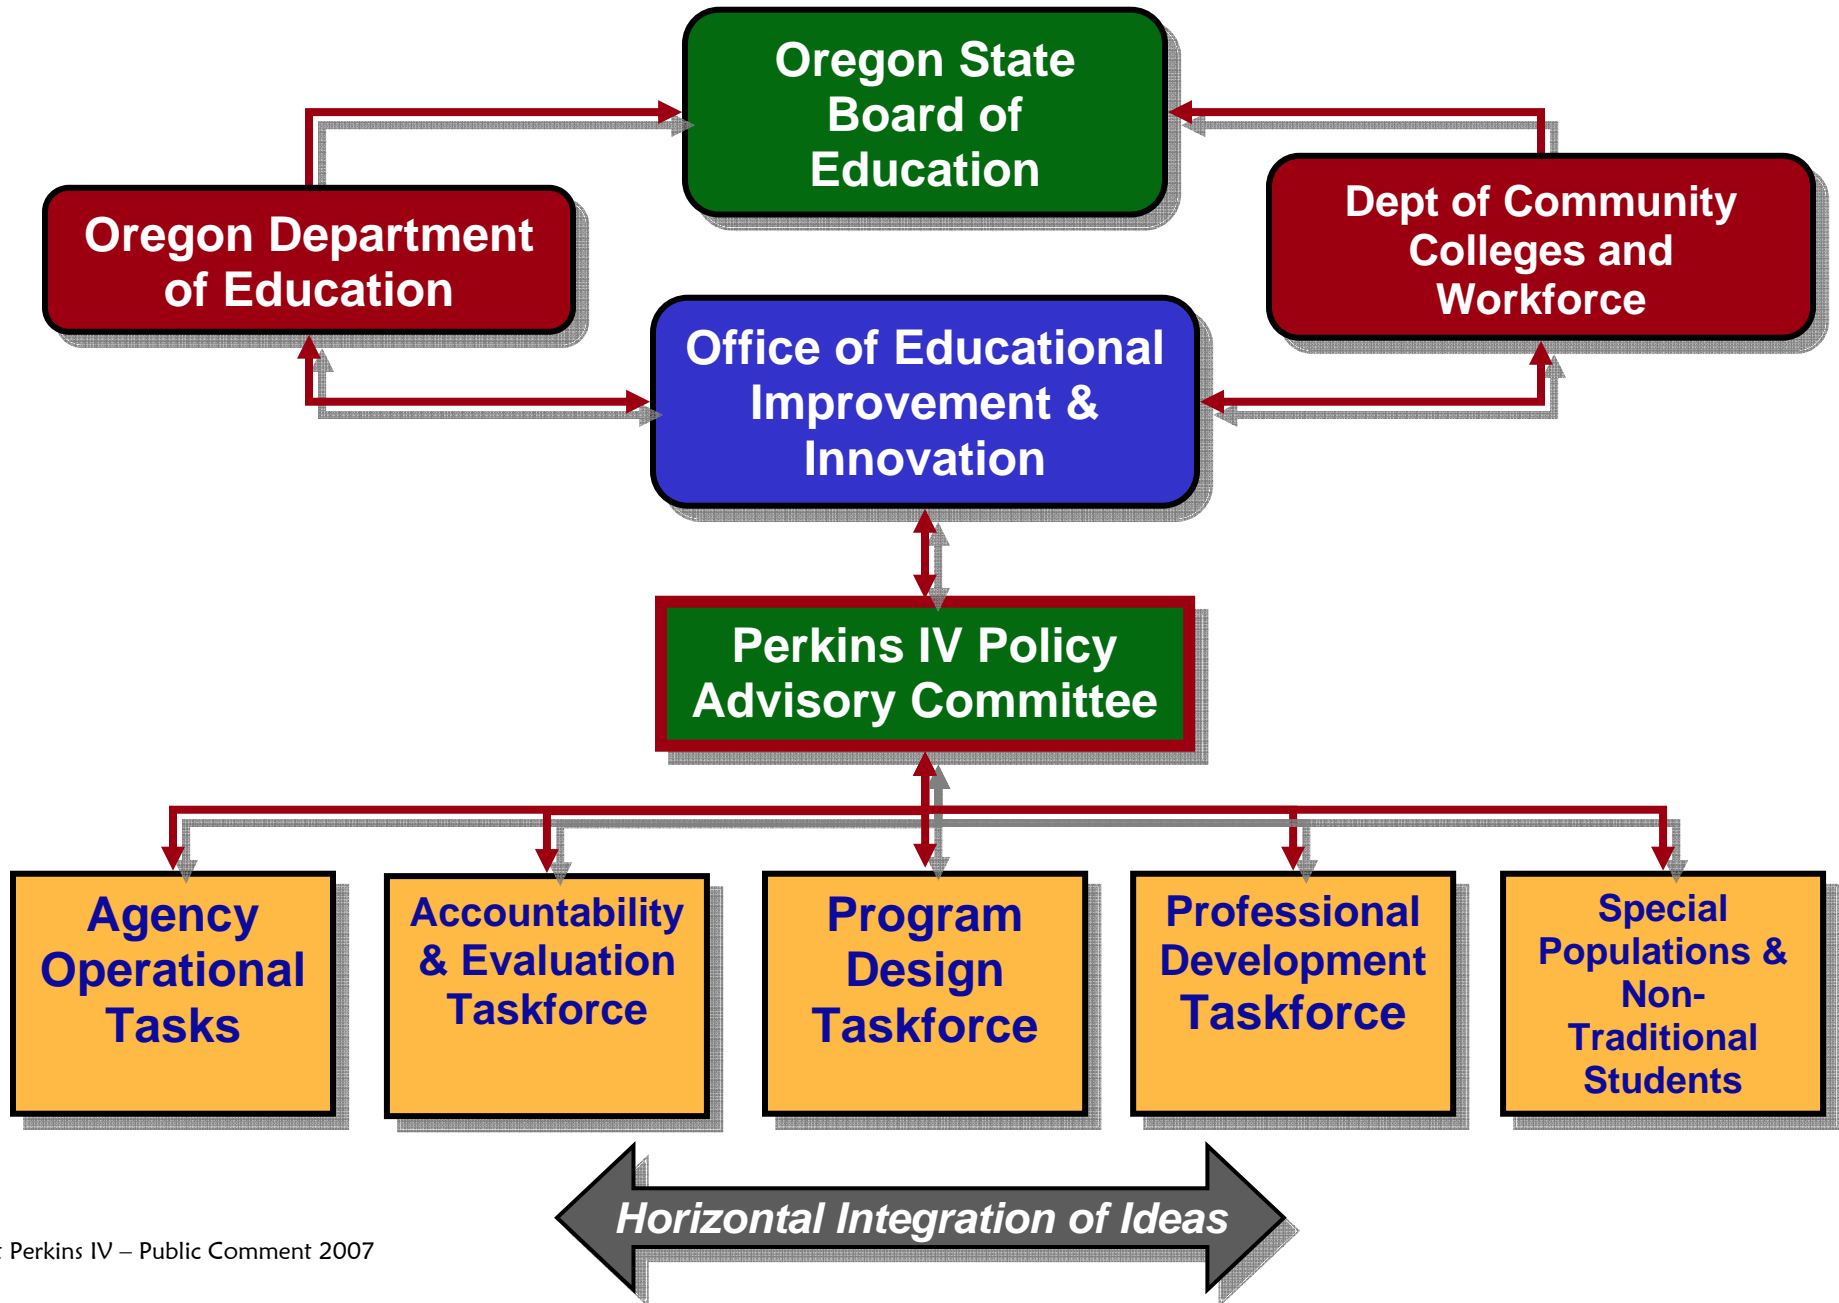 Oregon State
Board of
Education
Oregon Department
of Education
Dept of Community
Colleges and
Workforce
Office of Educational
Improvement &
Innovation
Perkins IV Policy
Advisory Committee
Agency
Operational
Tasks
Accountability
& Evaluation
Taskforce
Program
Design
Taskforce
Professional
Development
Taskforce
Special
Populations &
Non-
Traditional
Students
Horizontal Integration of Ideas
Perkins IV – Public Comment 2007